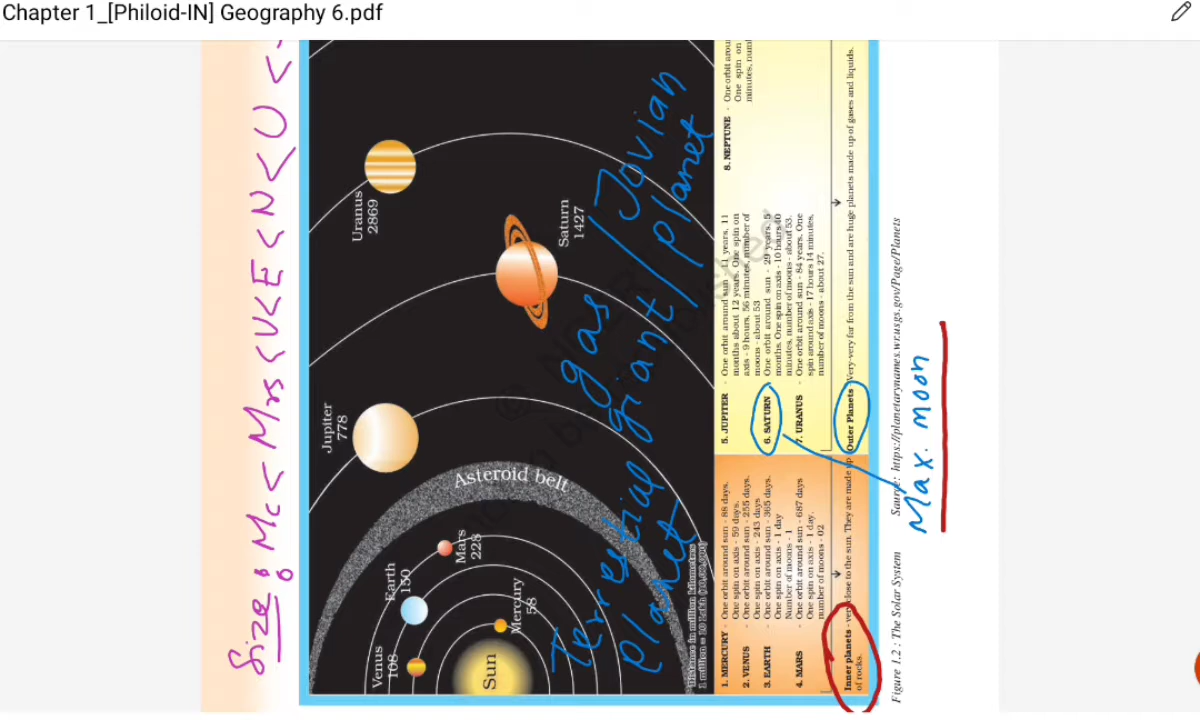 Chapter 1_[Philoid-IN] Geography 6.pdf
Size : Mc < Mrs < V < E < N < U <
Venus
108
Earth
150
Mars
228
Mercury
58
Sun
Asteroid belt
Jupiter
778
Saturn
1427
Uranus
2869
Terrestrial planet
gas giant / Jovian planet
Distance in million kilometres
1 million = 10 Lakh (10,00,000)
1. MERCURY - One orbit around sun - 88 days.
One spin on axis - 59 days.
2. VENUS - One orbit around sun - 255 days.
One spin on axis - 243 days
3. EARTH - One orbit around sun - 365 days.
One spin on axis - 1 day
Number of moons - 1
4. MARS - One orbit around sun - 687 days
One spin on axis - 1 day,
number of moons - 02
5. JUPITER - One orbit around sun -11 years, 11
months about 12 years. One spin on
axis - 9 hours, 56 minutes, number of
moons - about 53
6. SATURN - One orbit around sun - 29 years, 5
months. One spin on axis - 10 hours 40
minutes, number of moons - about 53.
7. URANUS - One orbit around sun - 84 years. One
spin around axis - 17 hours 14 minutes,
number of moons - about 27.
8. NEPTUNE - One orbit
One spin on
minutes,
Inner planets - very close to the sun. They are made up
of rocks.
Outer Planets Very-very far from the sun and are huge planets made up of gases and liquids.
Figure 1.2 : The Solar System
Source: https://planetarynames.wr.usgs.gov/Page/Planets
Max. moon